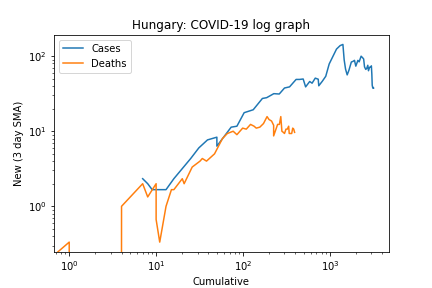 Hungary: COVID-19 log graph
Cases
Deaths
10²
10¹
10⁰
New (3 day SMA)
10⁰ 10¹ 10² 10³
Cumulative